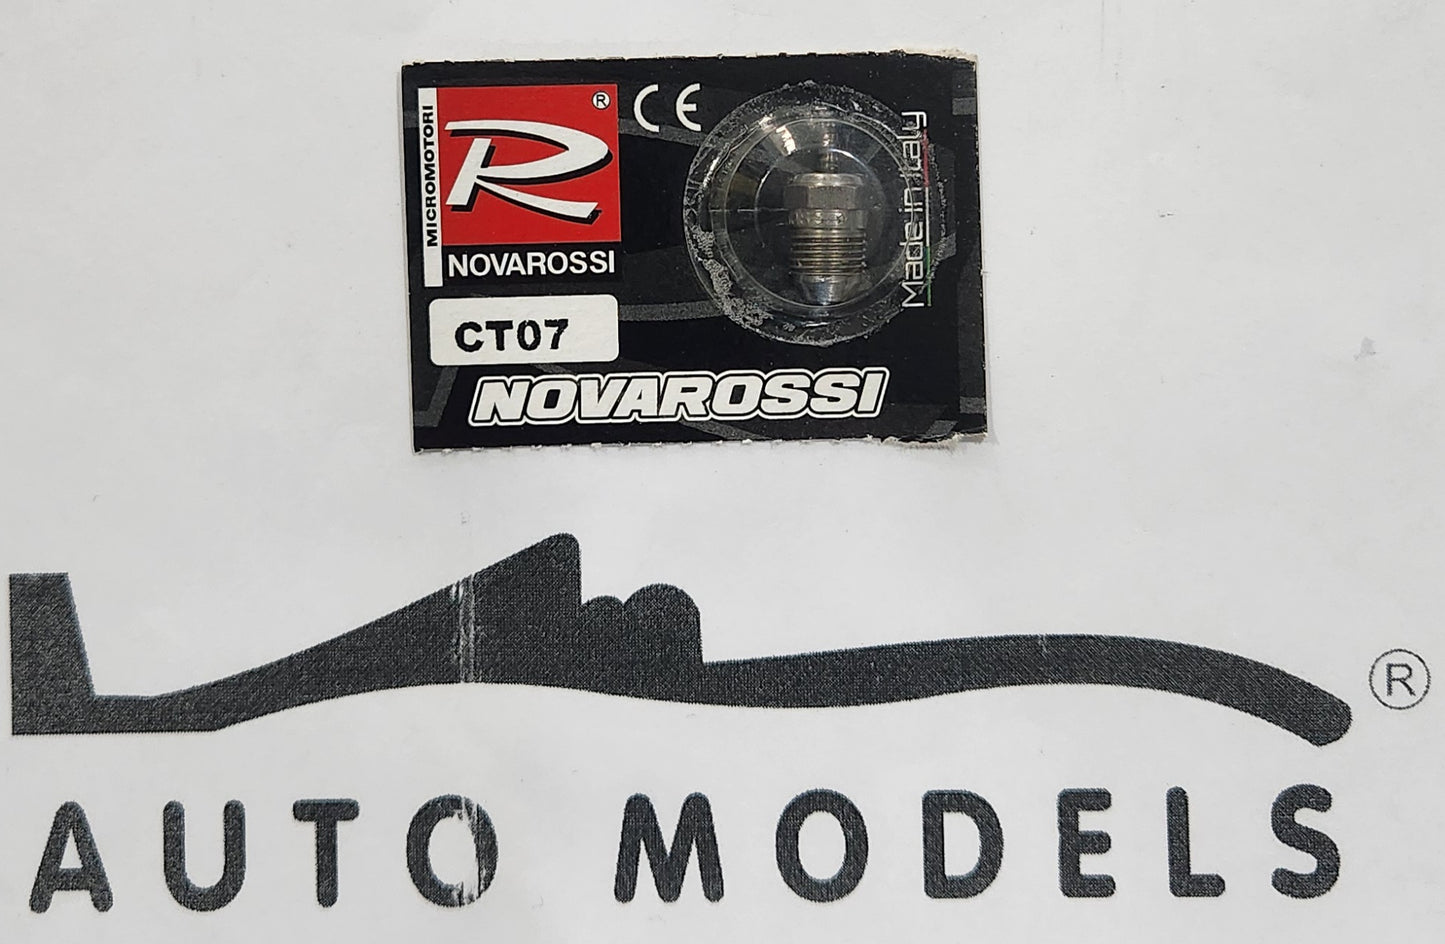 MICROMOTORI
R ®
NOVAROSSI
CE
Made in Italy
CT07
NOVAROSSI
®
AUTO MODELS